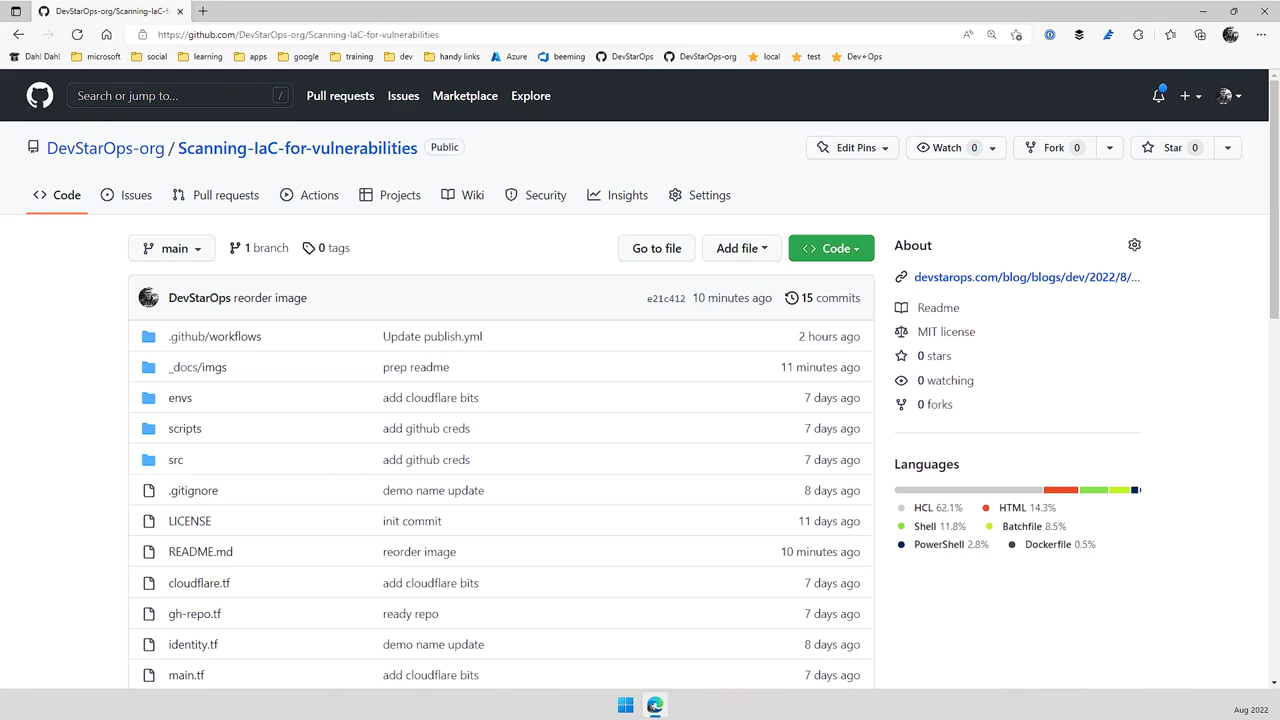 DevStarOps-org/Scanning-IaC-f
https://github.com/DevStarOps-org/Scanning-IaC-for-vulnerabilities
Dah! Dah! microsoft social learning apps google training dev handy links Azure beeming DevStarOps DevStarOps-org local test Dev⭐Ops
Search or jump to... / Pull requests Issues Marketplace Explore
DevStarOps-org / Scanning-IaC-for-vulnerabilities Public Edit Pins Watch 0 Fork 0 Star 0
Code Issues Pull requests Actions Projects Wiki Security Insights Settings
main 1 branch 0 tags Go to file Add file Code About
DevStarOps reorder image e21c412 10 minutes ago 15 commits devstarops.com/blog/blogs/dev/2022/8/...
Readme
.github/workflows Update publish.yml 2 hours ago MIT license
_docs/imgs prep readme 11 minutes ago 0 stars
0 watching
envs add cloudflare bits 7 days ago 0 forks
scripts add github creds 7 days ago
src add github creds 7 days ago Languages
.gitignore demo name update 8 days ago
HCL 62.1% HTML 14.3%
LICENSE init commit 11 days ago Shell 11.8% Batchfile 8.5%
README.md reorder image 10 minutes ago PowerShell 2.8% Dockerfile 0.5%
cloudflare.tf add cloudflare bits 7 days ago
gh-repo.tf ready repo 7 days ago
identity.tf demo name update 8 days ago
main.tf add cloudflare bits 7 days ago
Aug 2022